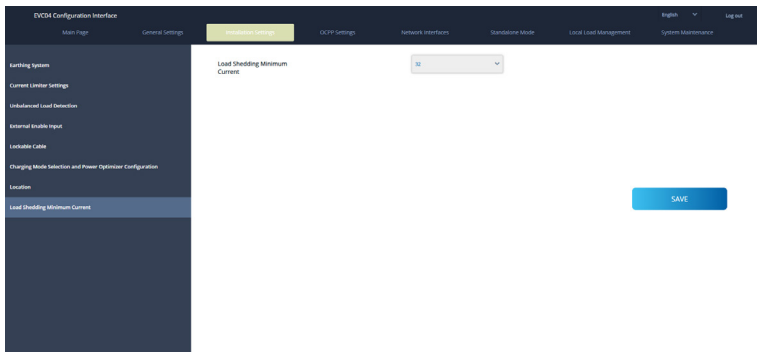 EVC04 Configuration Interface
English
Log out
Main Page
General Settings
Installation Settings
OCPP Settings
Network Interfaces
Standalone Mode
Local Load Management
System Maintenance
Earthing System
Current Limiter Settings
Unbalanced Load Detection
External Enable Input
Lockable Cable
Charging Mode Selection and Power Optimizer Configuration
Location
Load Shedding Minimum Current
Load Shedding Minimum
Current
32
SAVE